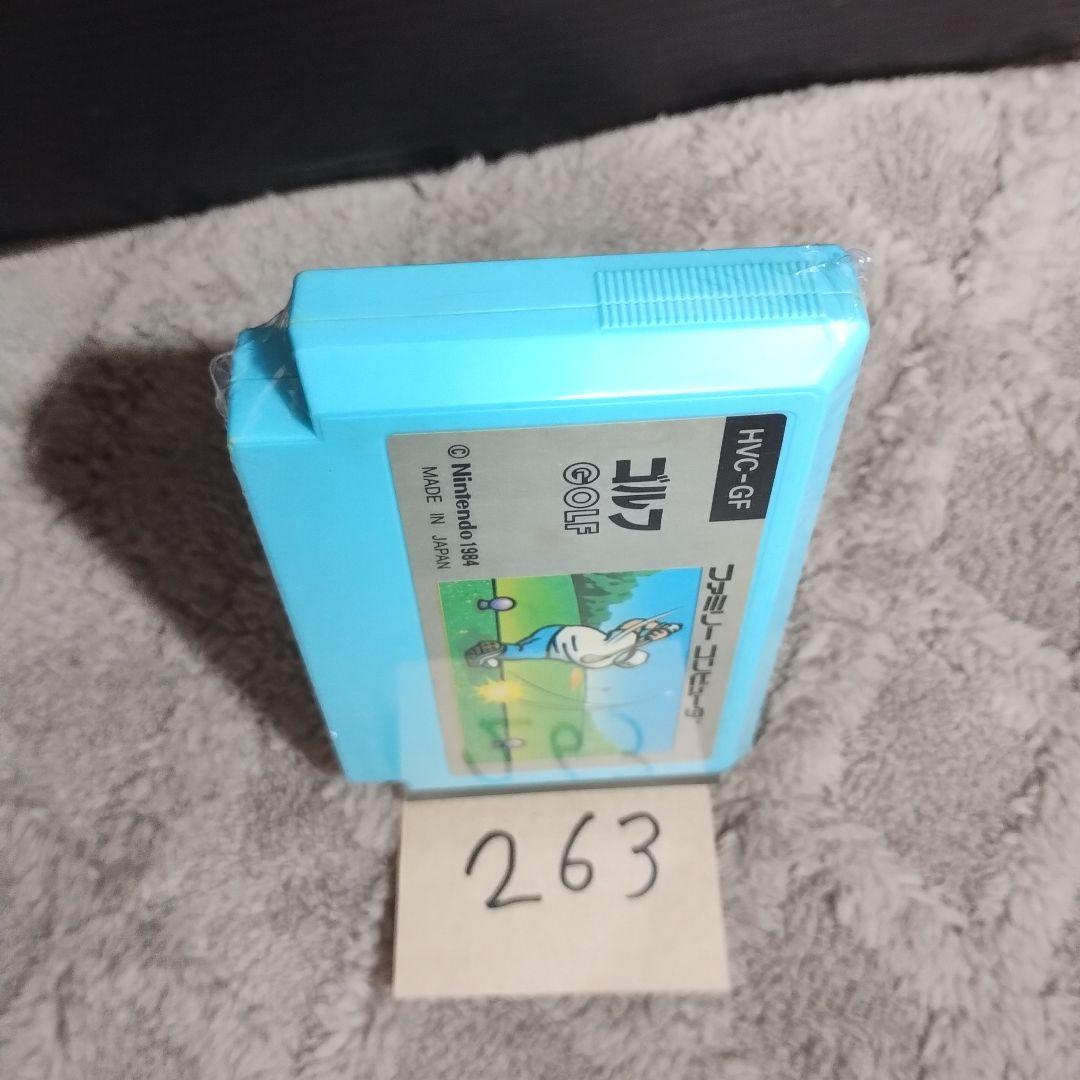 HVC-GF
ファミリーコンピュータ
ゴルフ
GOLF
© Nintendo 1984
MADE IN JAPAN
263